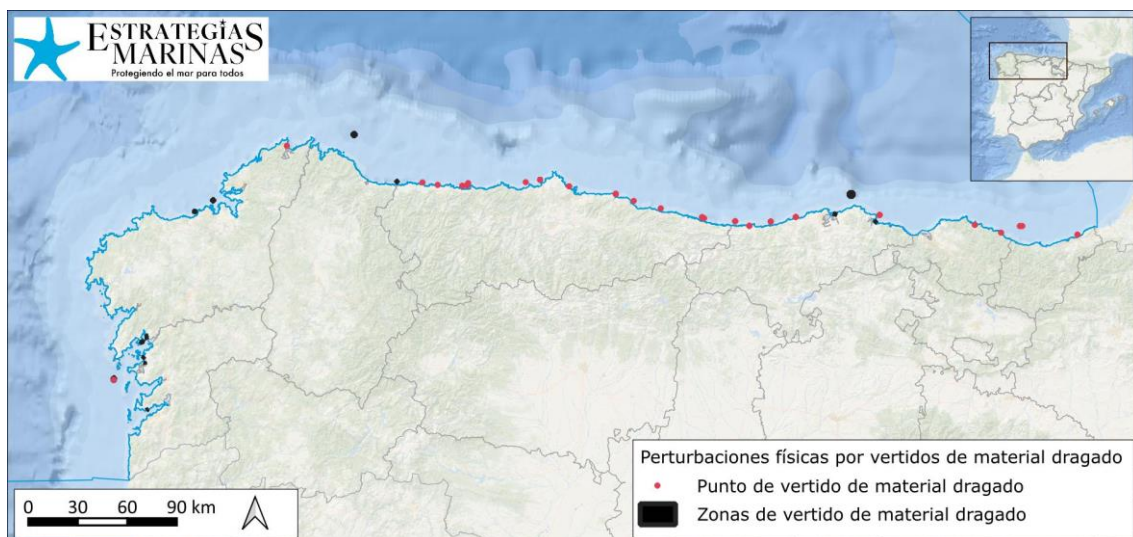 ESTRATEGIAS
MARINAS
Protegiendo el mar para todos
0 30 60 90 km
Perturbaciones físicas por vertidos de material dragado
Punto de vertido de material dragado
Zonas de vertido de material dragado